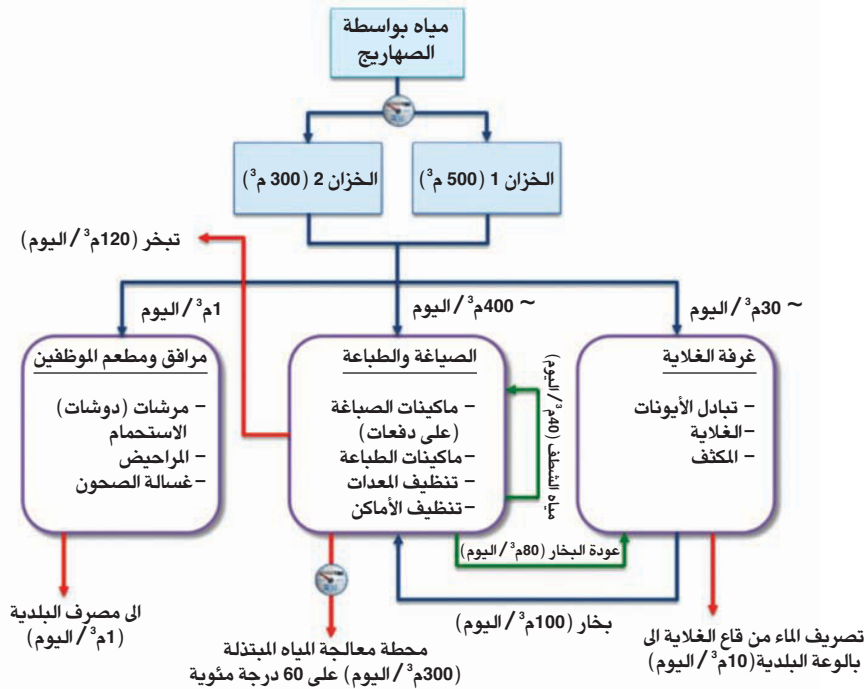 مياه بواسطة
الصهاريج
الخزان 1 (500 م³)
الخزان 2 (300 م³)
تبخر (120م³/اليوم)
~ 30م³/اليوم
~ 400م³/اليوم
1م³/اليوم
غرفة الغلاية
– تبادل الأيونات
–الغلاية
– المكثف
الصياغة والطباعة
– ماكينات الصباغة
(على دفعات)
–ماكينات الطباعة
– تنظيف المعدات
–تنظيف الأماكن
مياه الشطف (40م³/اليوم)
مرافق ومطعم الموظفين
– مرشات (دوشات)
الاستحمام
– المراحيض
–غسالة الصحون
عودة البخار (80م³/اليوم)
بخار (100م³/اليوم)
تصريف الماء من قاع الغلاية الى
بالوعة البلدية(10م³/اليوم)
محطة معالجة المياه المبتذلة
(300م³/اليوم) على 60 درجة مئوية
الى مصرف البلدية
(1م³/اليوم)